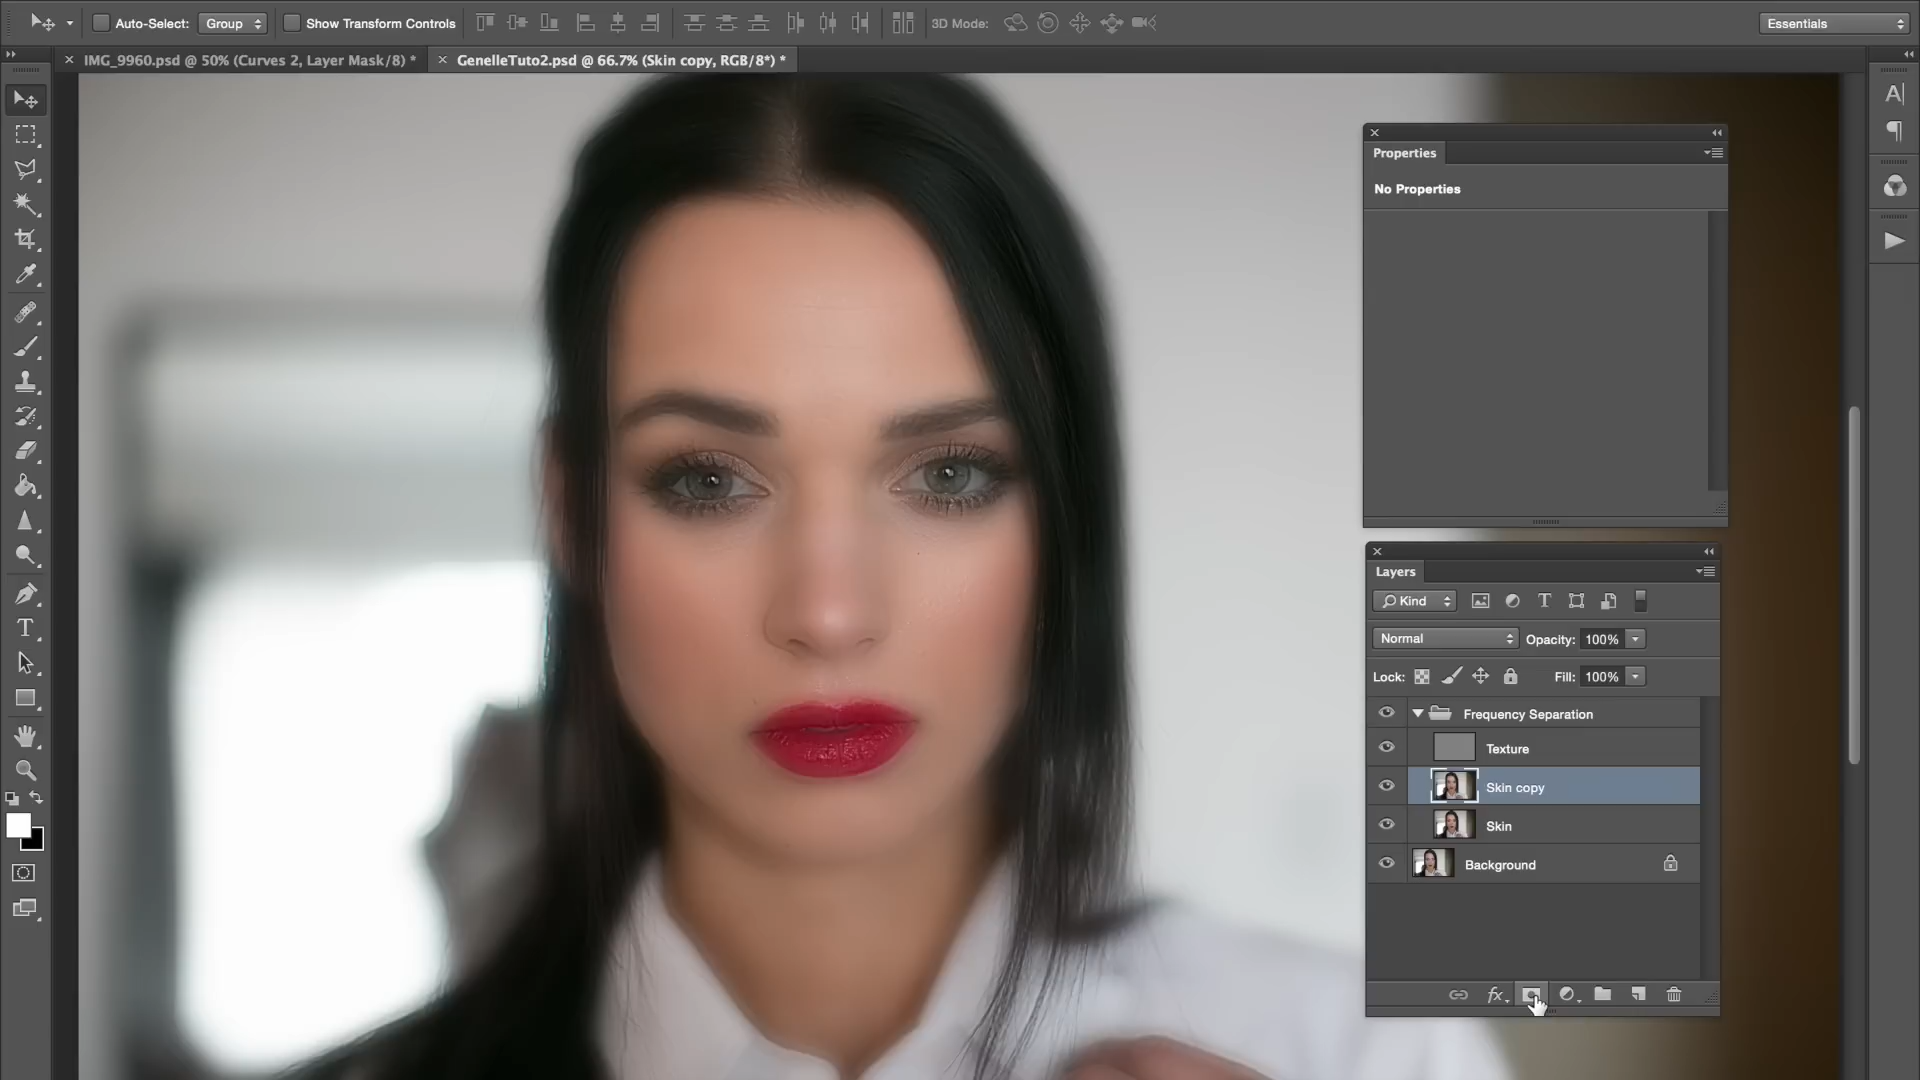 Auto-Select: Group Show Transform Controls 3D Mode: Essentials
IMG_9960.psd @ 50% (Curves 2, Layer Mask/8) * GenelleTuto2.psd @ 66.7% (Skin copy, RGB/8*) *
Properties
No Properties
Layers
Kind
Normal Opacity: 100%
Lock: Fill: 100%
Frequency Separation
Texture
Skin copy
Skin
Background
fx